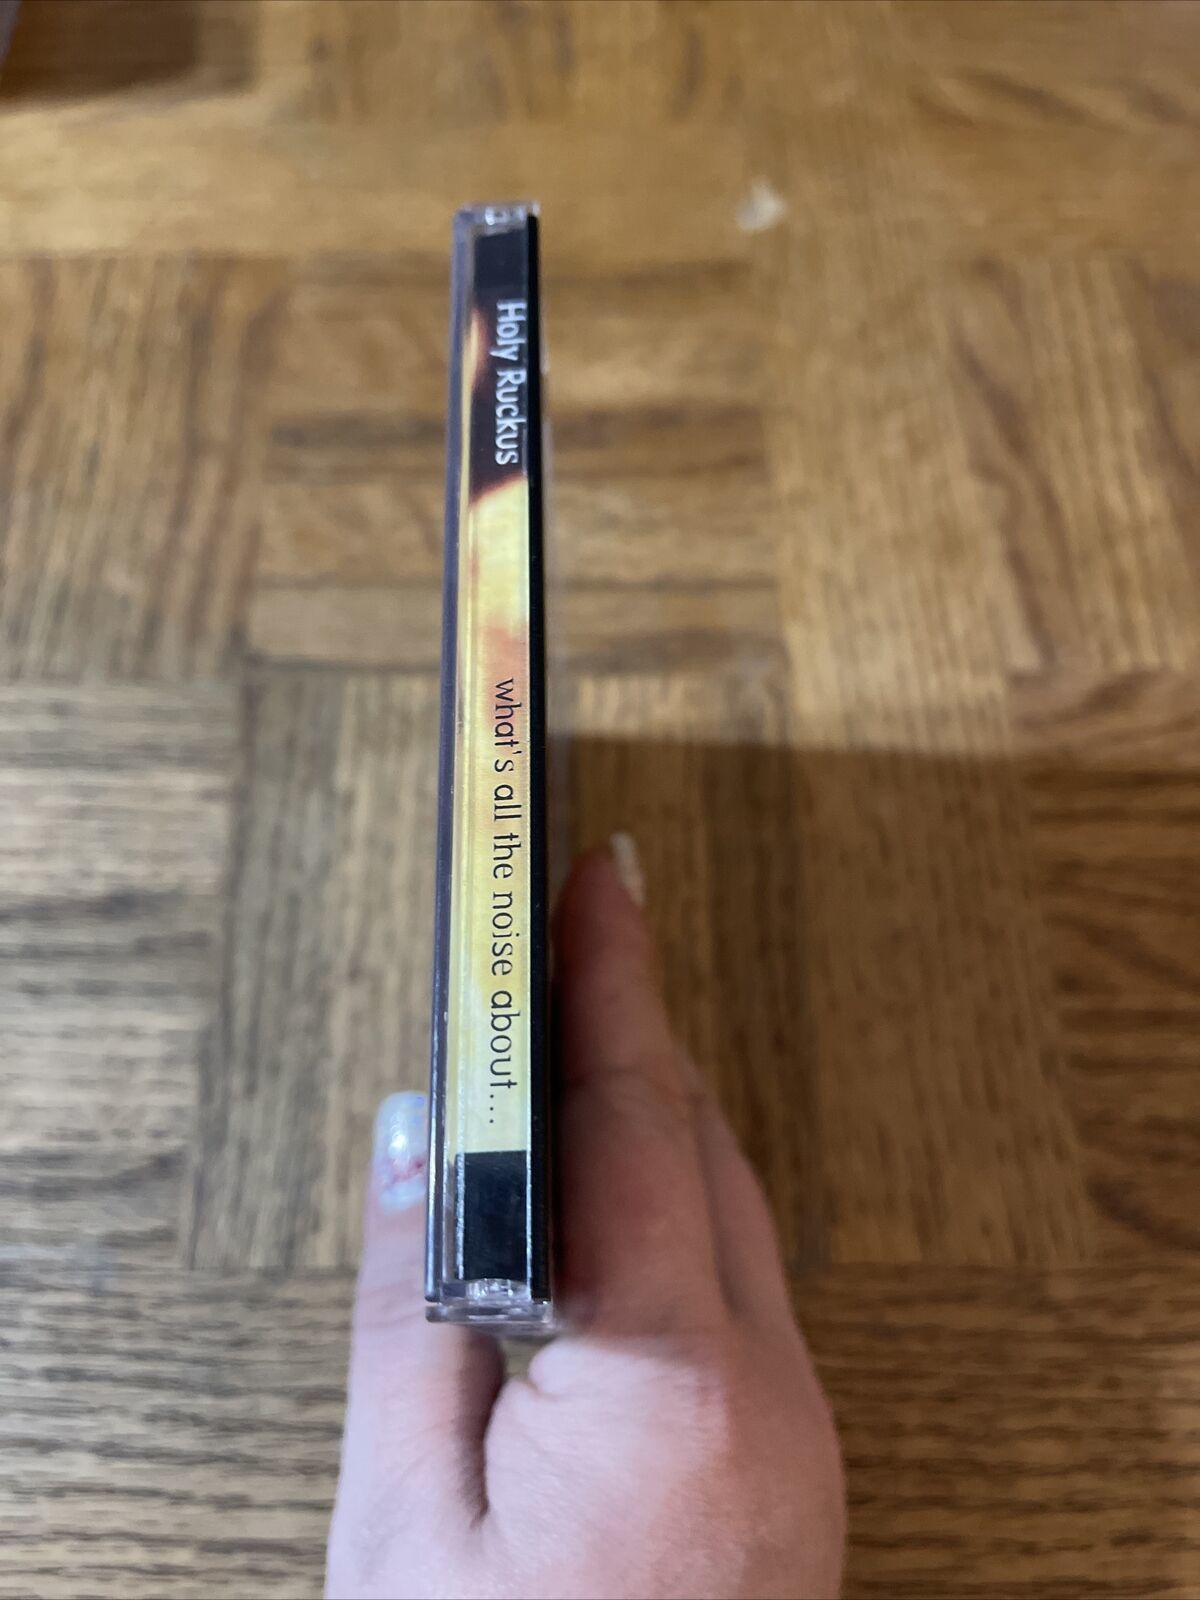 Holy Ruckus
what's all the noise about....